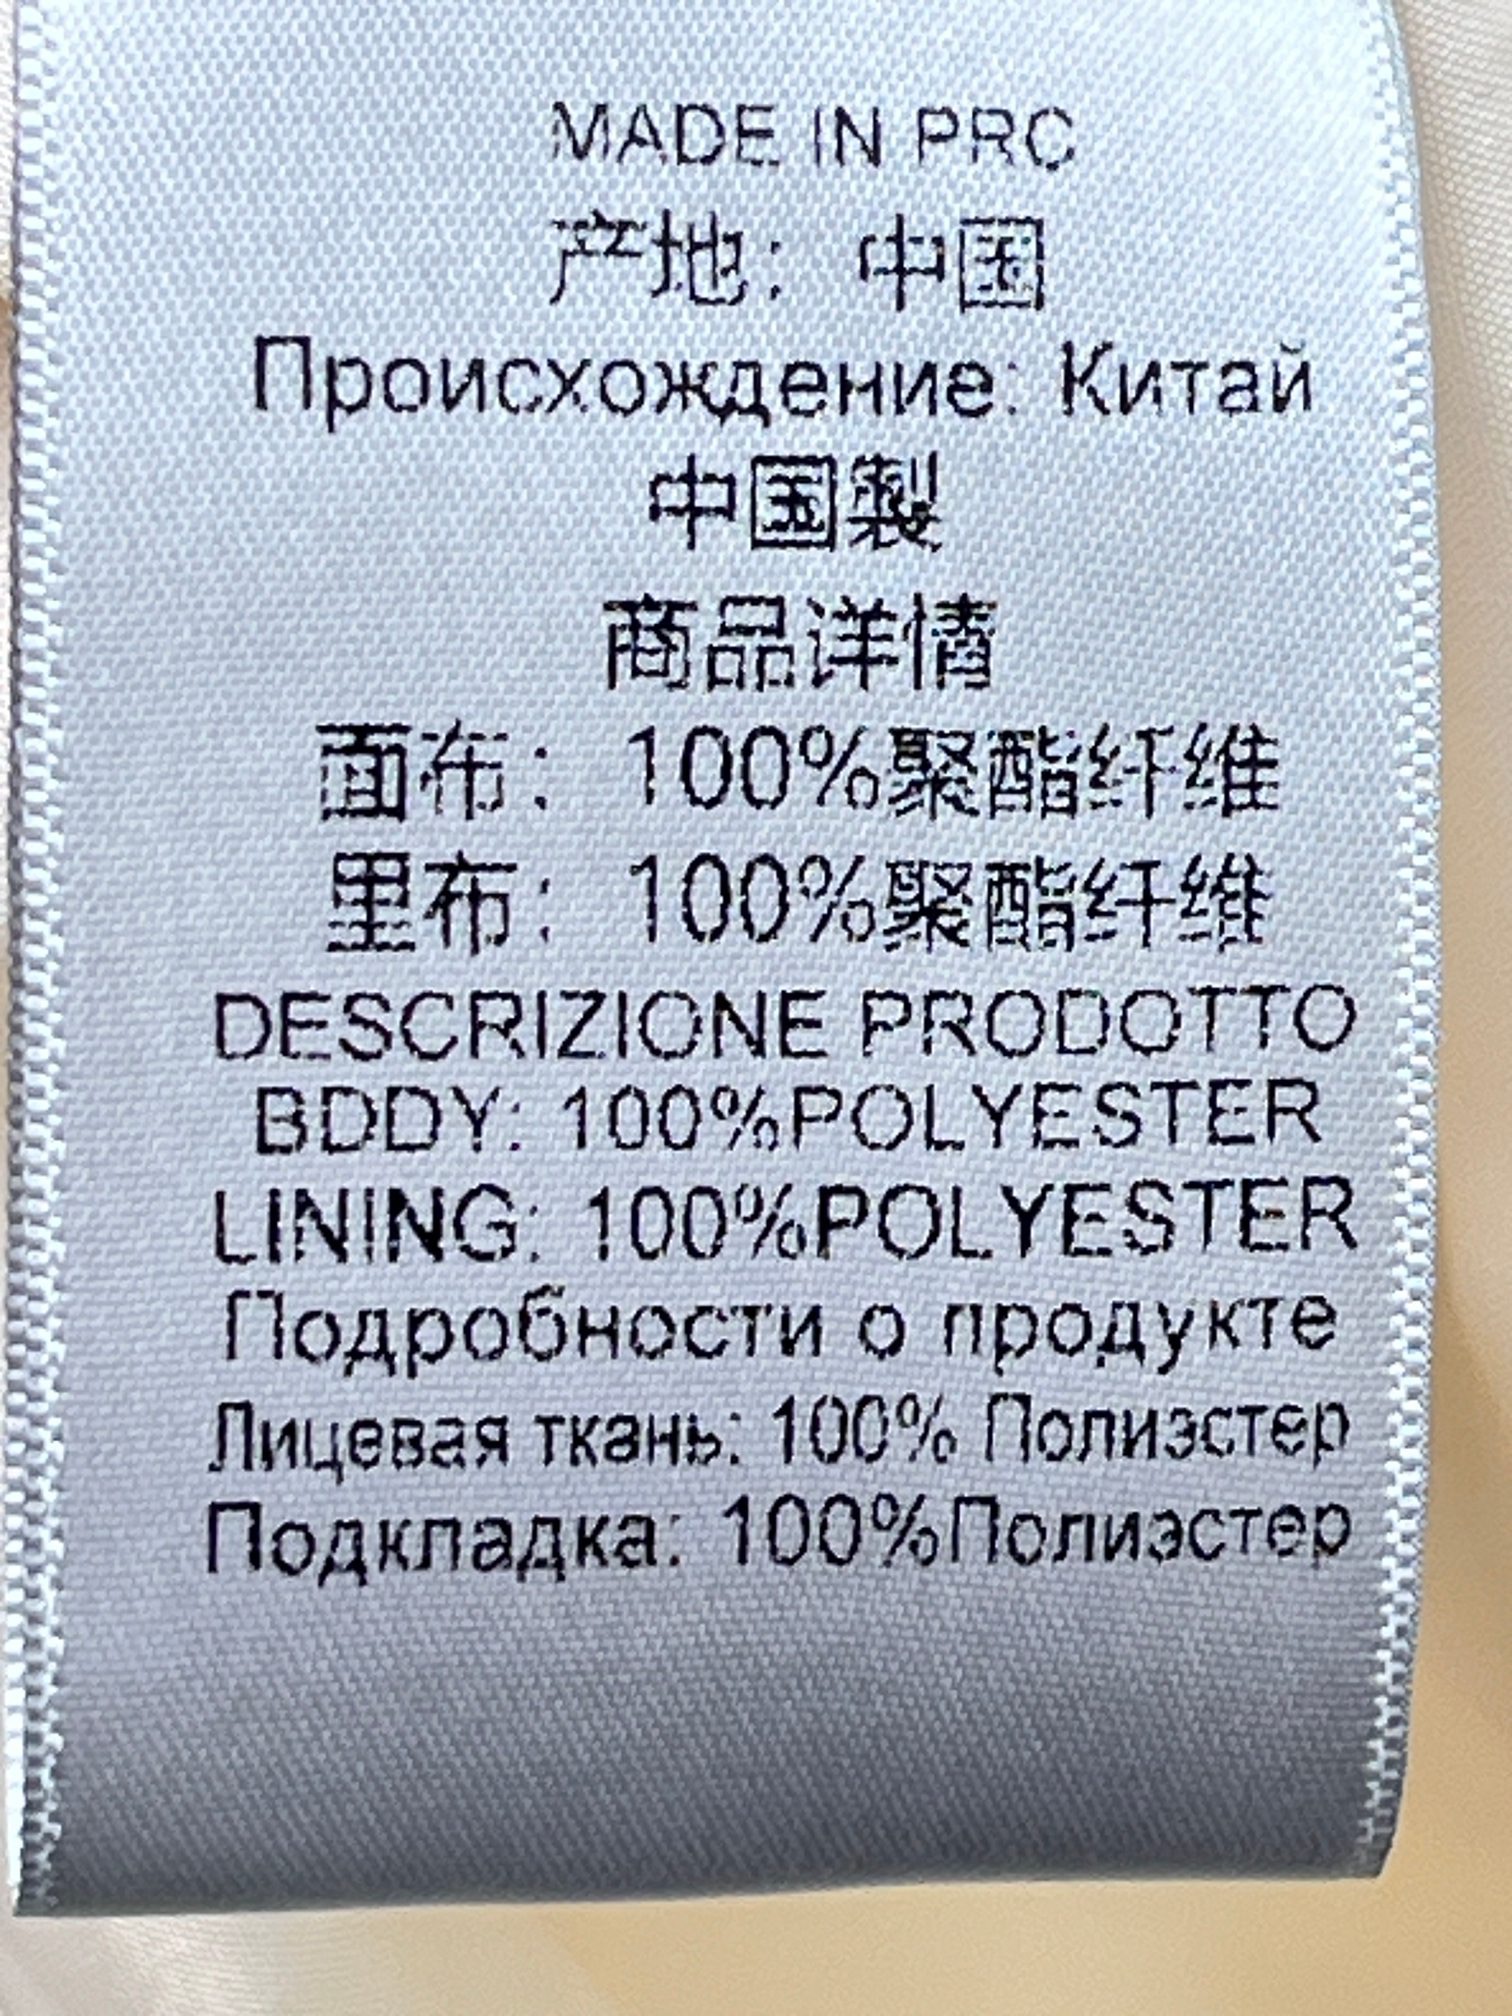 MADE IN PRC
产地: 中国
Происхождение: Китай
中国製
商品详情
面布: 100%聚酯纤维
里布: 100%聚酯纤维
DESCRIZIONE PRODOTTO
BDDY: 100%POLYESTER
LINING: 100%POLYESTER
Подробности о продукте
Лицевая ткань: 100% Полиэстер
Подкладка: 100%Полиэстер